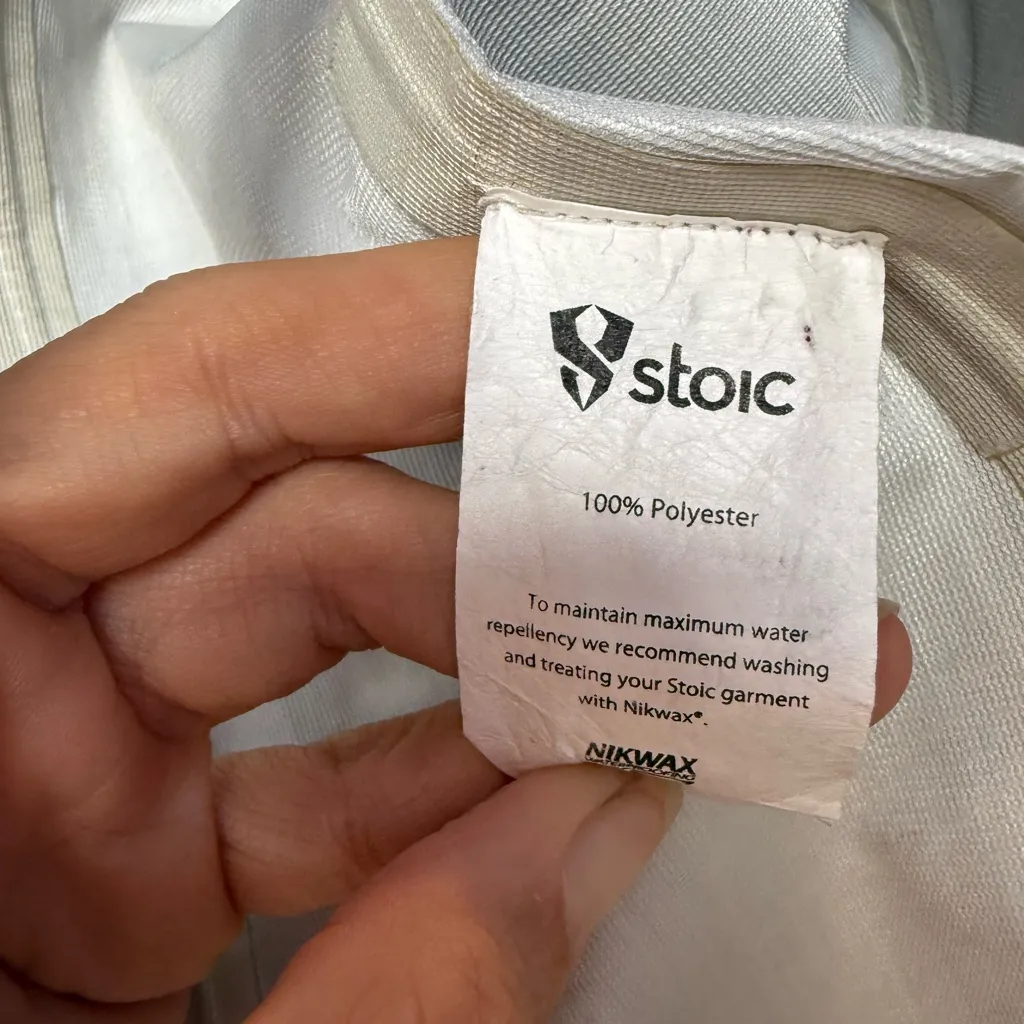 stoic
100% Polyester
To maintain maximum water
repellency we recommend washing
and treating your Stoic garment
with Nikwax®.
NIKWAX
WATERPROOFING